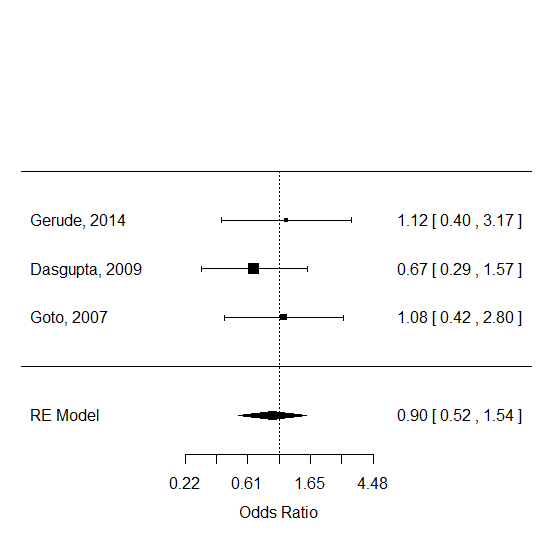 Gerude, 2014 1.12 [ 0.40 , 3.17 ]
Dasgupta, 2009 0.67 [ 0.29 , 1.57 ]
Goto, 2007 1.08 [ 0.42 , 2.80 ]
RE Model 0.90 [ 0.52 , 1.54 ]
0.22 0.61 1.65 4.48
Odds Ratio